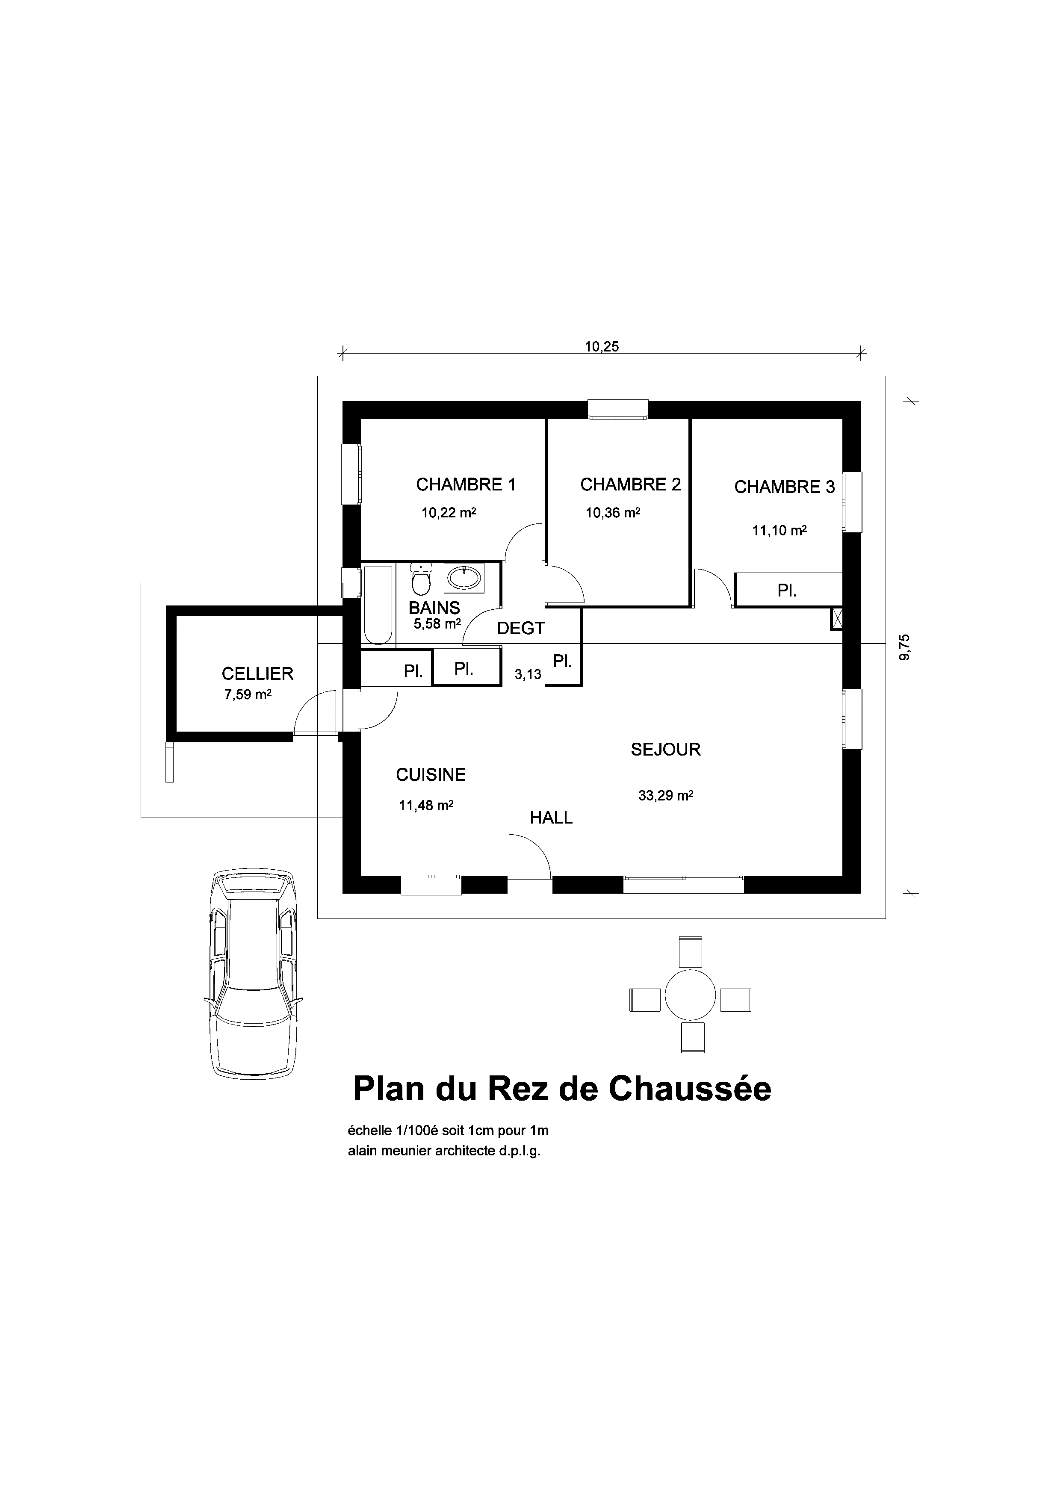 10,25
CHAMBRE 1
10,22 m²
CHAMBRE 2
10,36 m²
CHAMBRE 3
11,10 m²
Pl.
BAINS
5,58 m²
DEGT
3,13
Pl.
Pl.
Pl.
9,75
CELLIER
7,59 m²
CUISINE
11,48 m²
SEJOUR
33,29 m²
HALL
Plan du Rez de Chaussée
échelle 1/100é soit 1cm pour 1m
alain meunier architecte d.p.l.g.